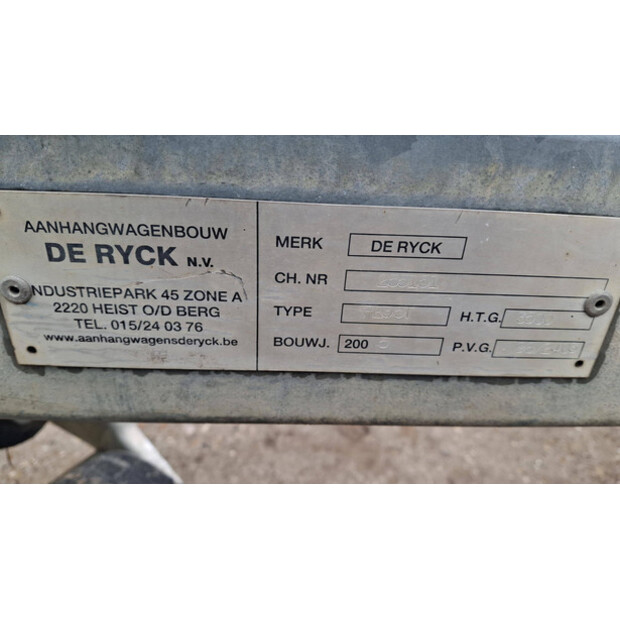 AANHANGWAGENBOUW
DE RYCK N.V.
INDUSTRIEPARK 45 ZONE A
2220 HEIST O/D BERG
TEL. 015/24 03 76
www.aanhangwagensderyck.be
MERK DE RYCK
CH. NR
TYPE H.T.G.
BOUWJ. 200 P.V.G.